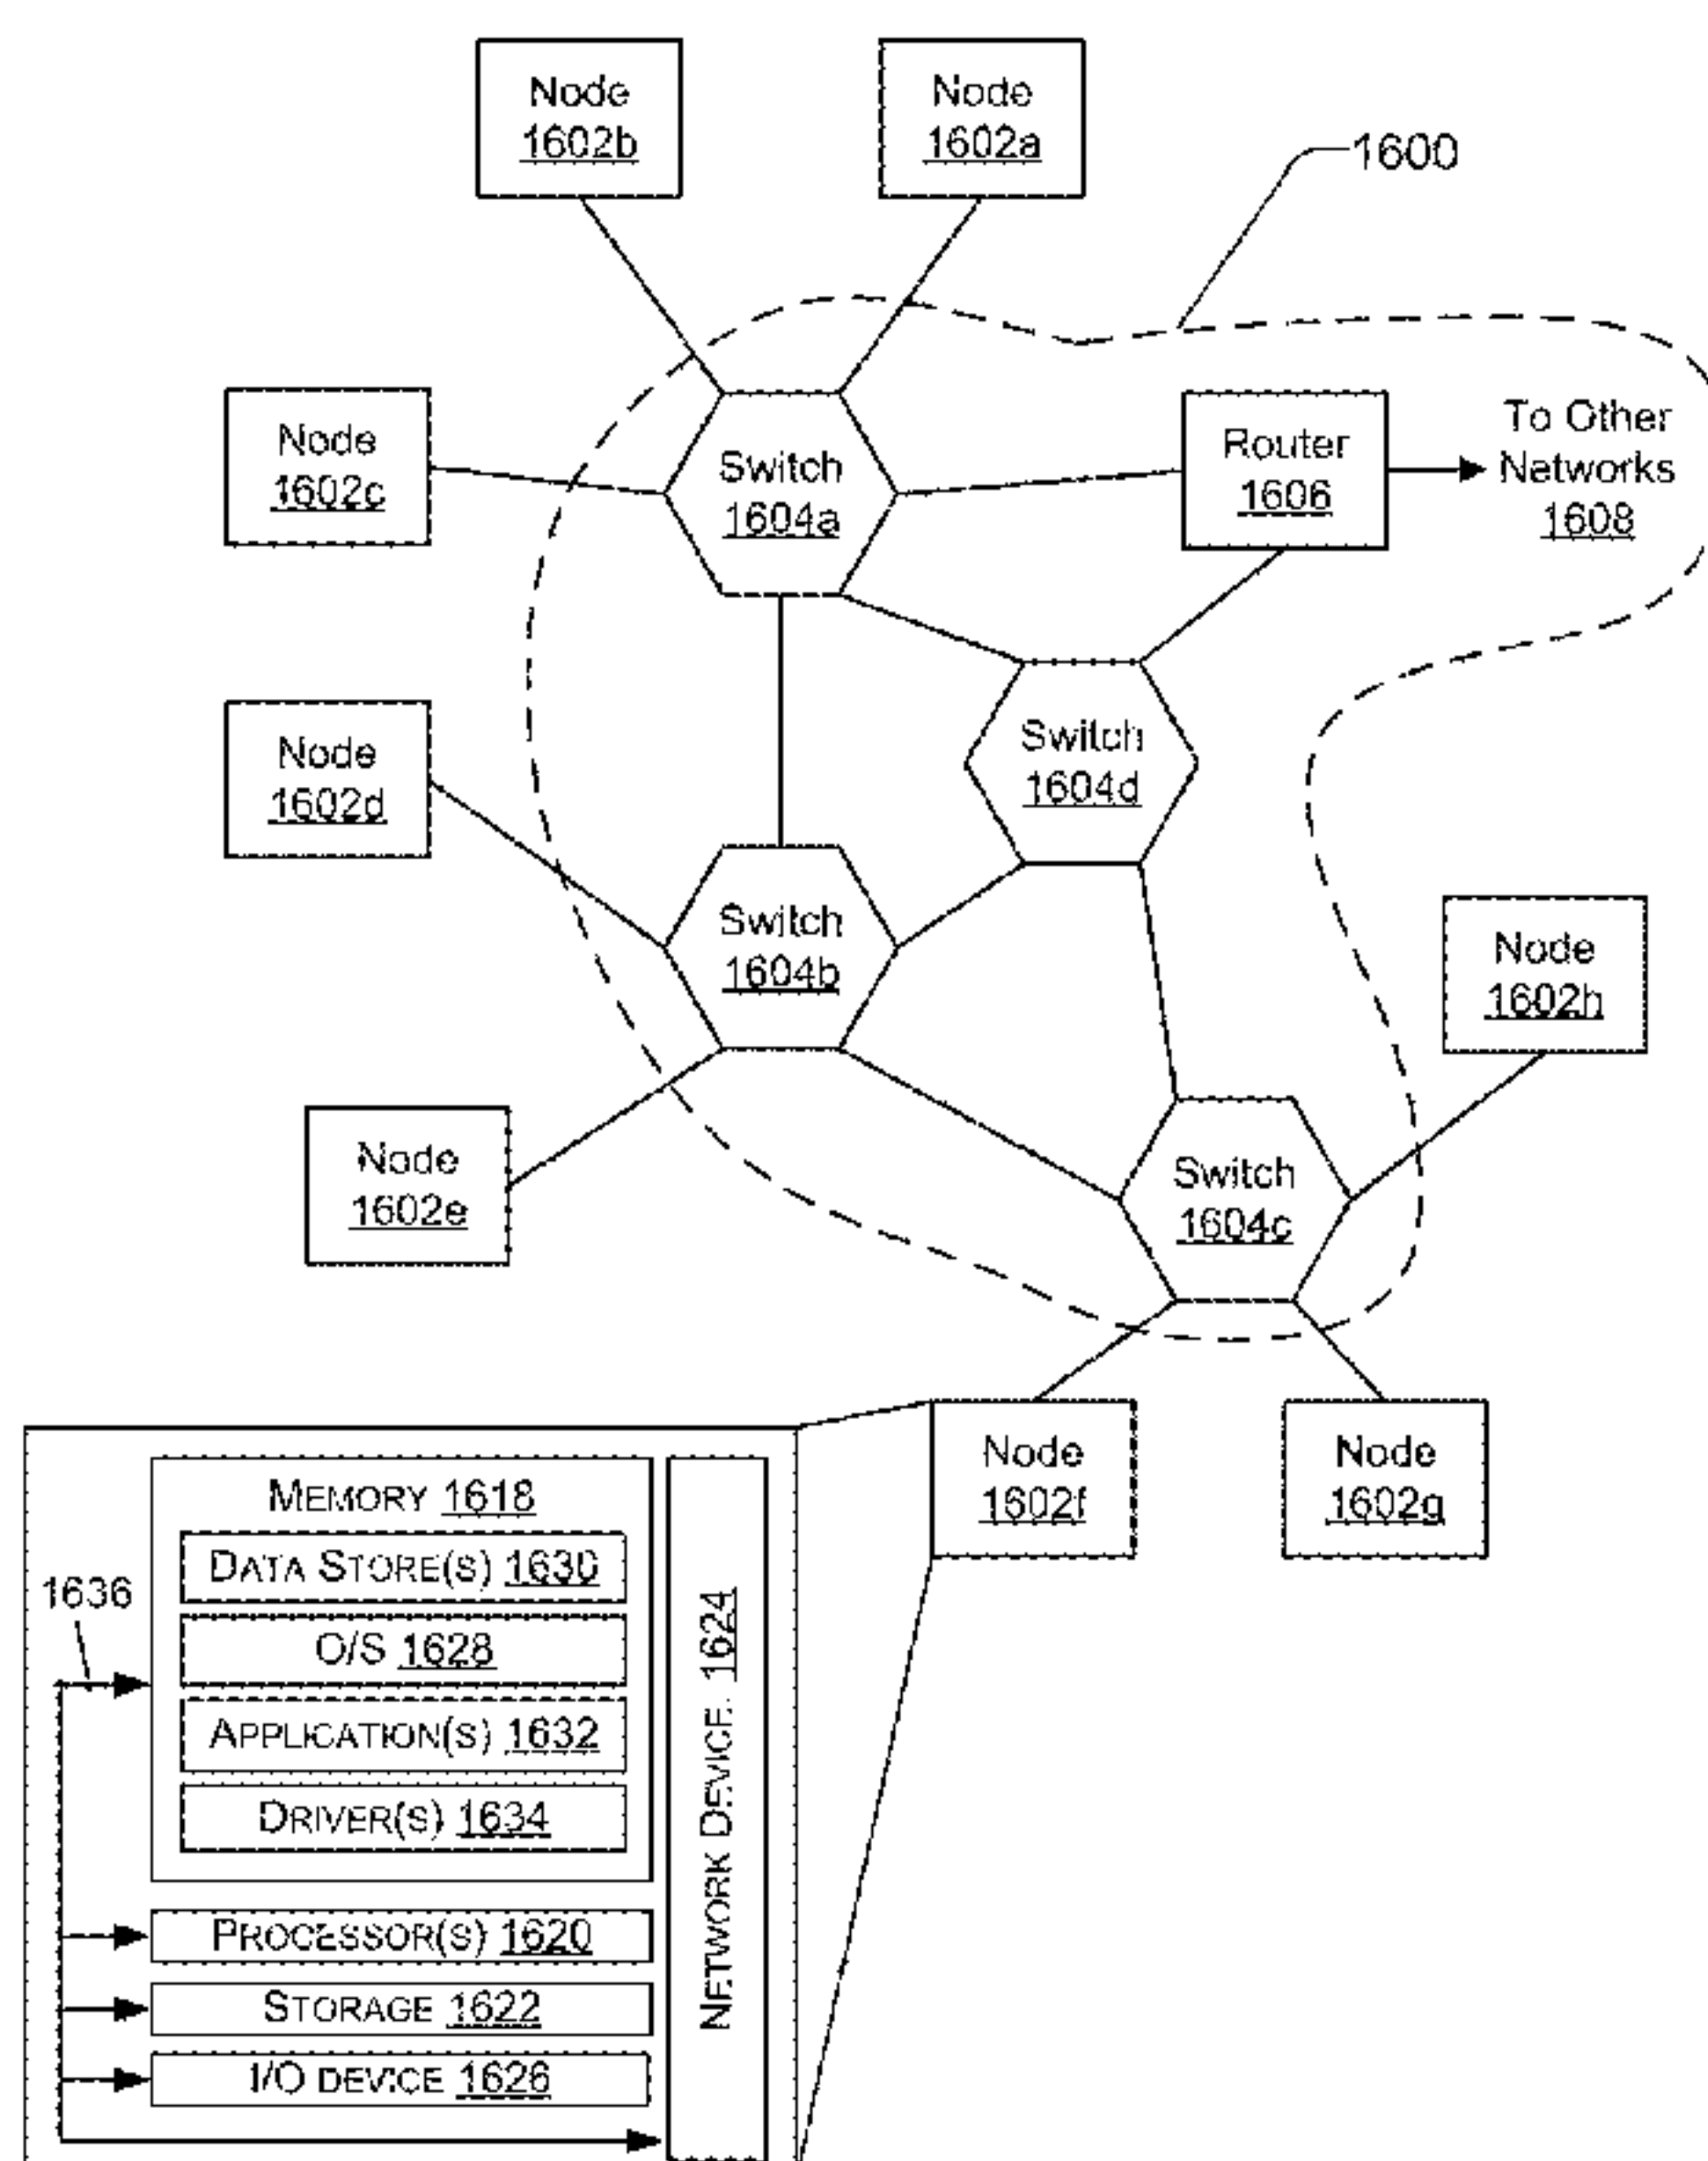 Node
1602b
Node
1602a
1600
Node
1602c
Switch
1604a
Router
1606
To Other
Networks
1608
Node
1602d
Switch
1604d
Switch
1604b
Node
1602h
Node
1602e
Switch
1604c
Node
1602f
Node
1602g
MEMORY 1618
DATA STORE(S) 1630
1636
O/S 1628
APPLICATION(S) 1632
DRIVER(S) 1634
NETWORK DEVICE 1624
PROCESSOR(S) 1620
STORAGE 1622
I/O DEVICE 1626